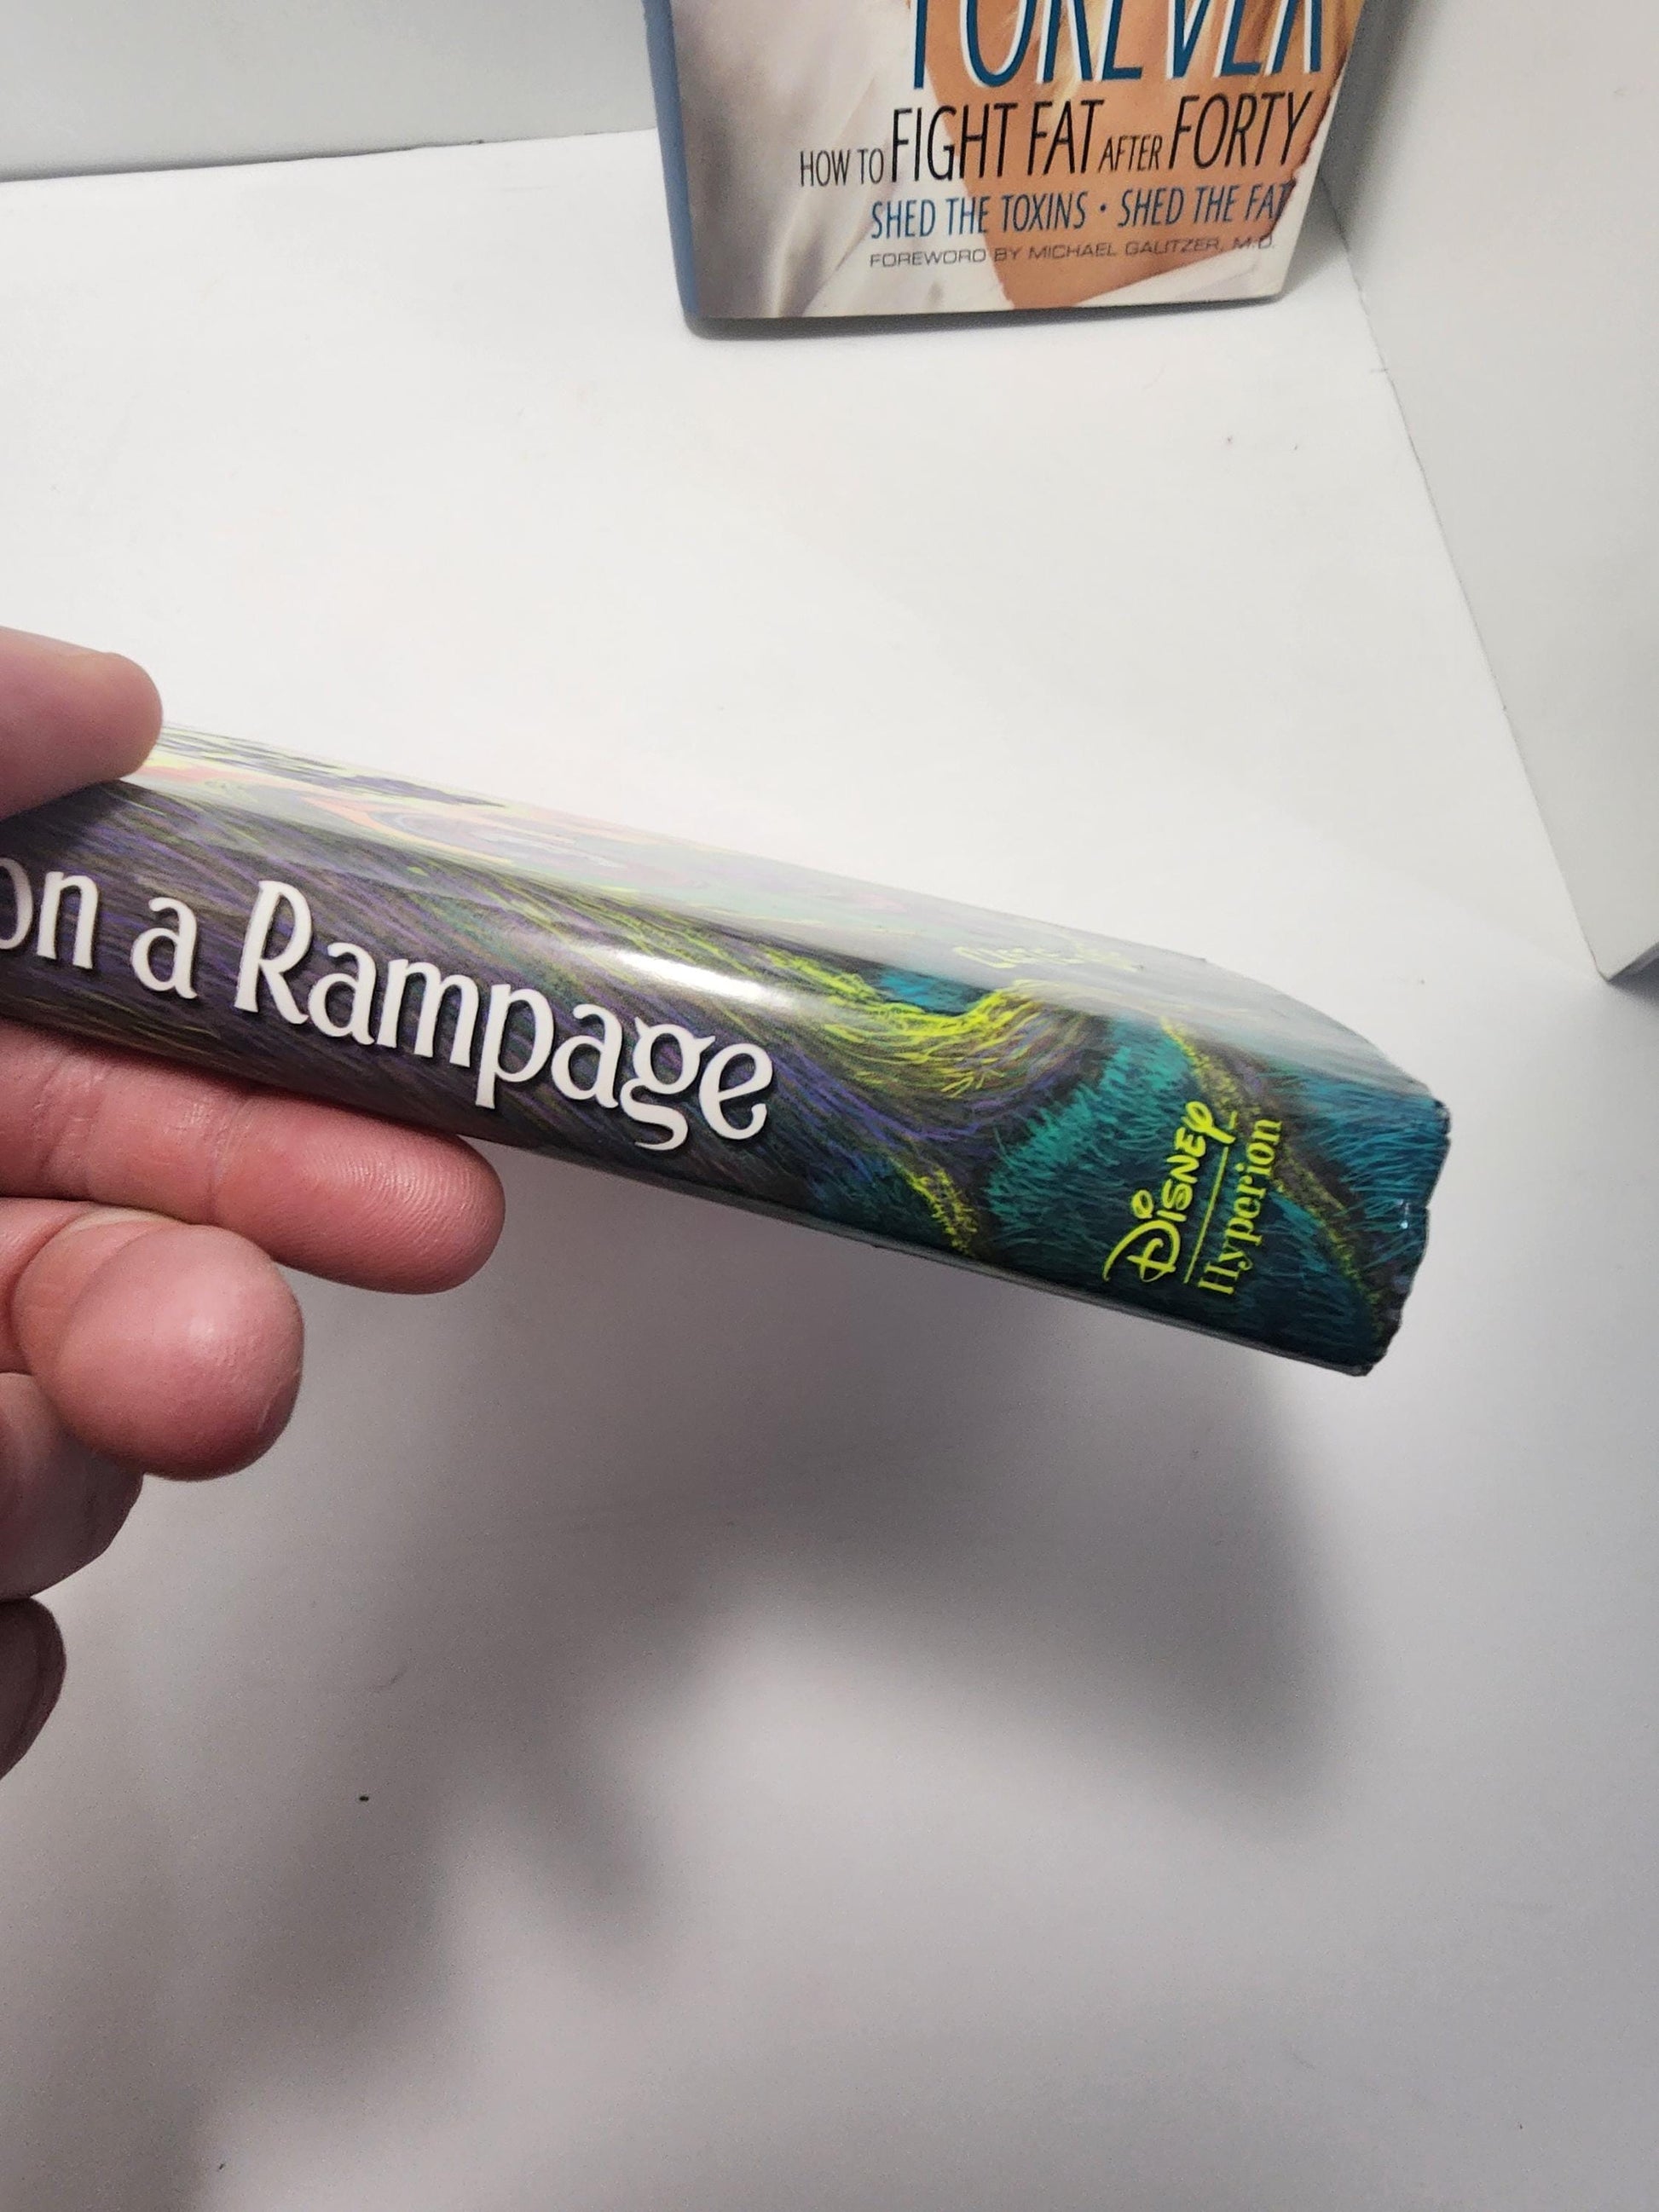 FOREVER
HOW TO FIGHT FAT AFTER FORTY
SHED THE TOXINS • SHED THE FAT
FOREWORD BY MICHAEL GALITZER, M.D.
on a Rampage
DISNEY
Hyperion